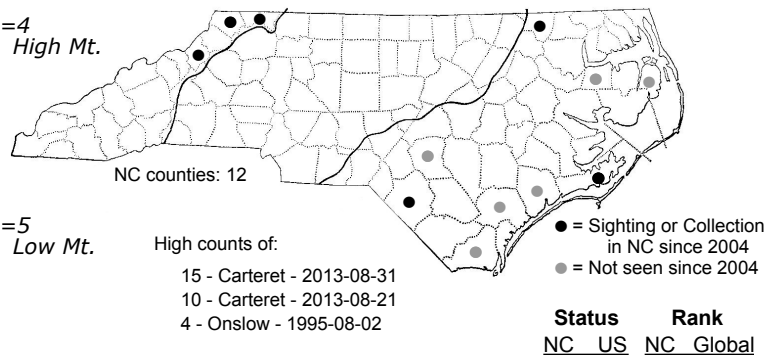 =4
High Mt.
NC counties: 12
=5
Low Mt.
High counts of:
15 - Carteret - 2013-08-31
10 - Carteret - 2013-08-21
4 - Onslow - 1995-08-02
= Sighting or Collection
in NC since 2004
= Not seen since 2004
Status Rank
NC US NC Global